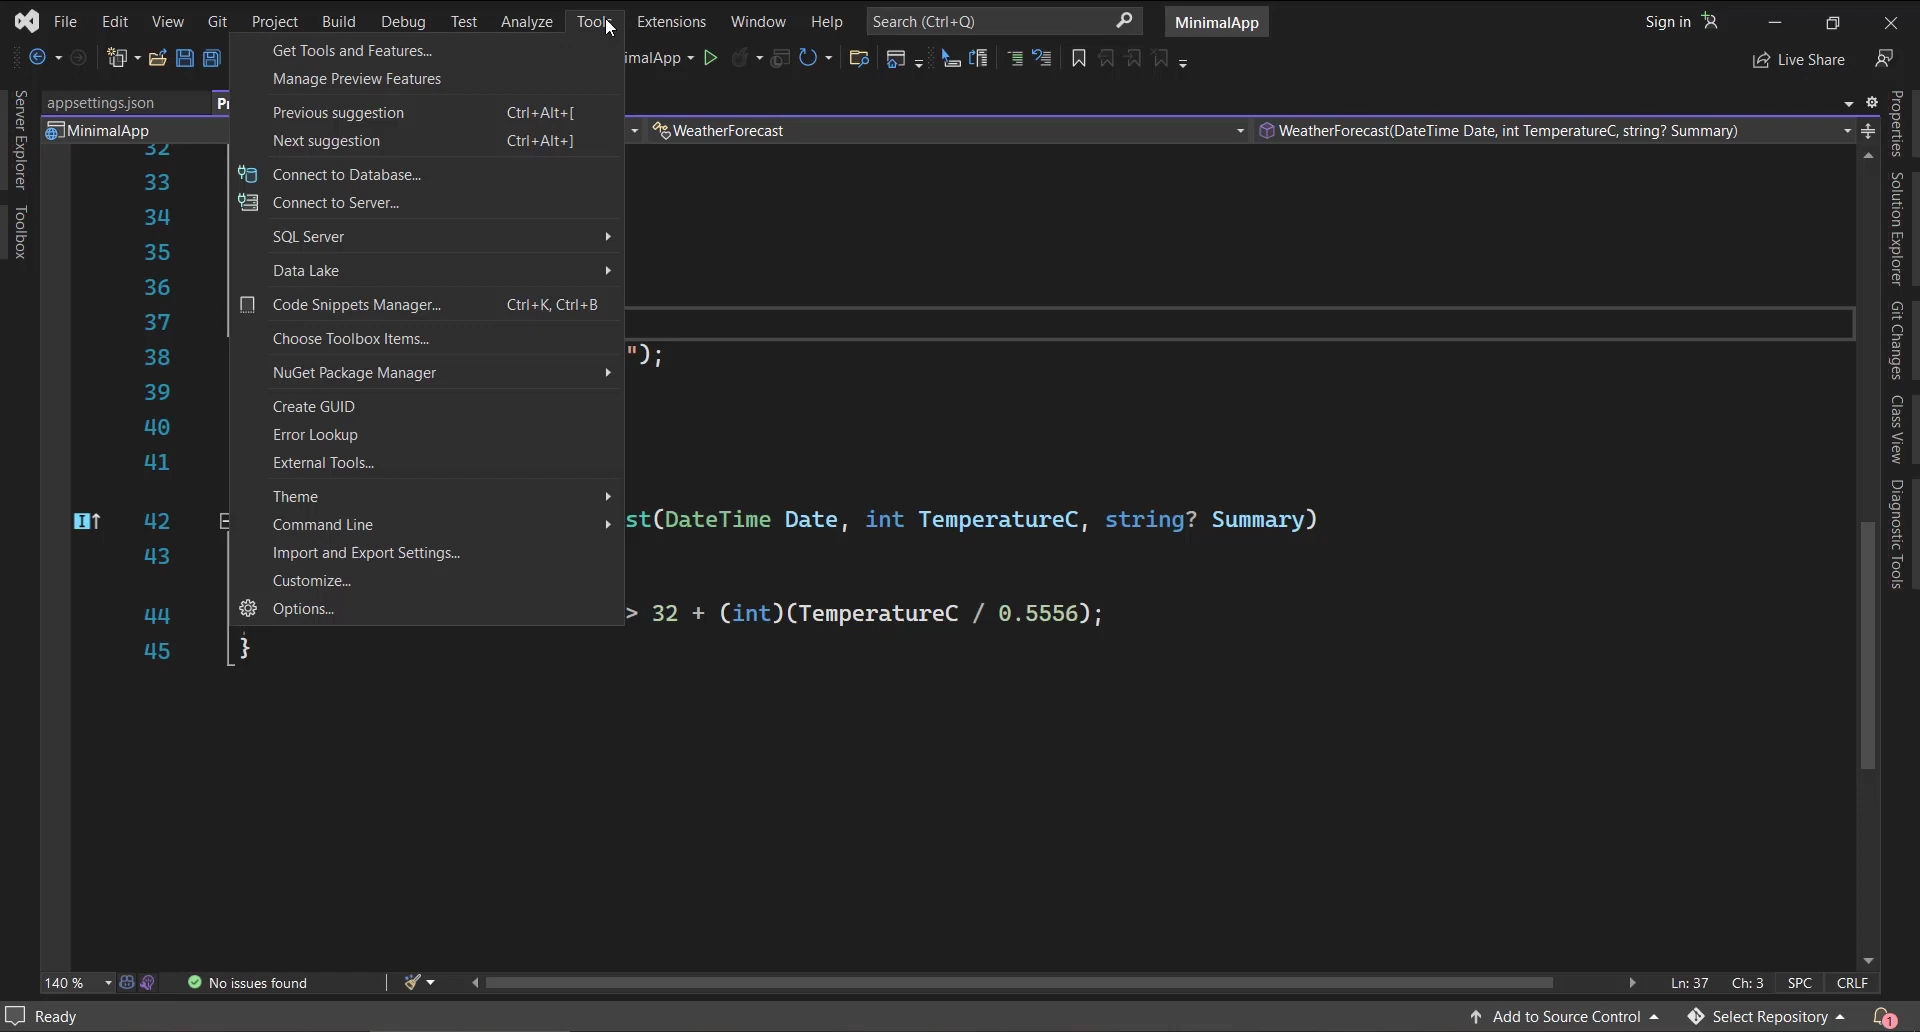 File Edit View Git Project Build Debug Test Analyze Tools Extensions Window Help Search (Ctrl+Q) MinimalApp Sign in
imalApp Live Share
appsettings.json Pr
MinimalApp WeatherForecast WeatherForecast(DateTime Date, int TemperatureC, string? Summary)
Get Tools and Features...
Manage Preview Features
Previous suggestion Ctrl+Alt+[
Next suggestion Ctrl+Alt+]
Connect to Database...
Connect to Server...
SQL Server
Data Lake
Code Snippets Manager... Ctrl+K, Ctrl+B
Choose Toolbox Items...
NuGet Package Manager
Create GUID
Error Lookup
External Tools...
Theme
Command Line
Import and Export Settings...
Customize...
Options...
Server Explorer
Toolbox
32
33
34
35
36
37
38 ");
39
40
41
42 st(DateTime Date, int TemperatureC, string? Summary)
43
44 > 32 + (int)(TemperatureC / 0.5556);
45 }
Properties
Solution Explorer
Git Changes
Class View
Diagnostic Tools
140 % No issues found Ln: 37 Ch: 3 SPC CRLF
Ready Add to Source Control Select Repository 1